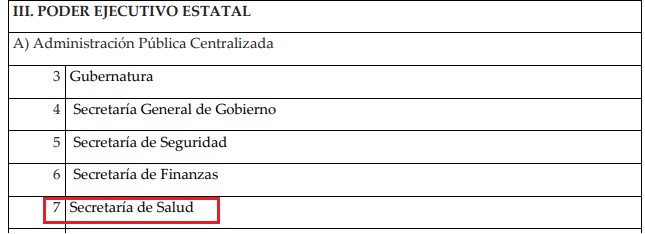 III. PODER EJECUTIVO ESTATAL
A) Administración Pública Centralizada
3 Gubernatura
4 Secretaría General de Gobierno
5 Secretaría de Seguridad
6 Secretaría de Finanzas
7 Secretaría de Salud